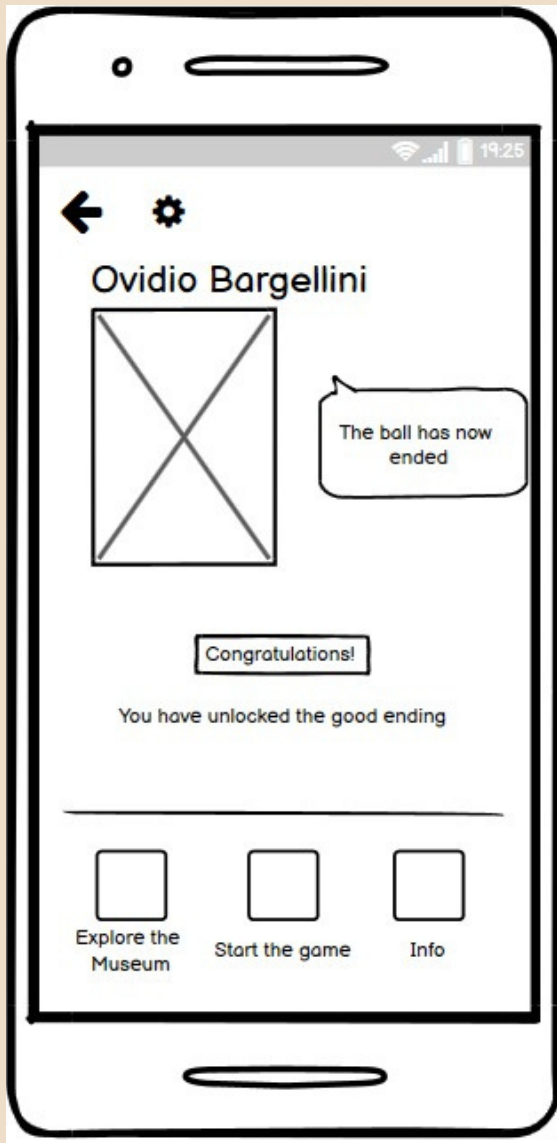 19:25
Ovidio Bargellini
The ball has now
ended
Congratulations!
You have unlocked the good ending
Explore the
Museum
Start the game
Info